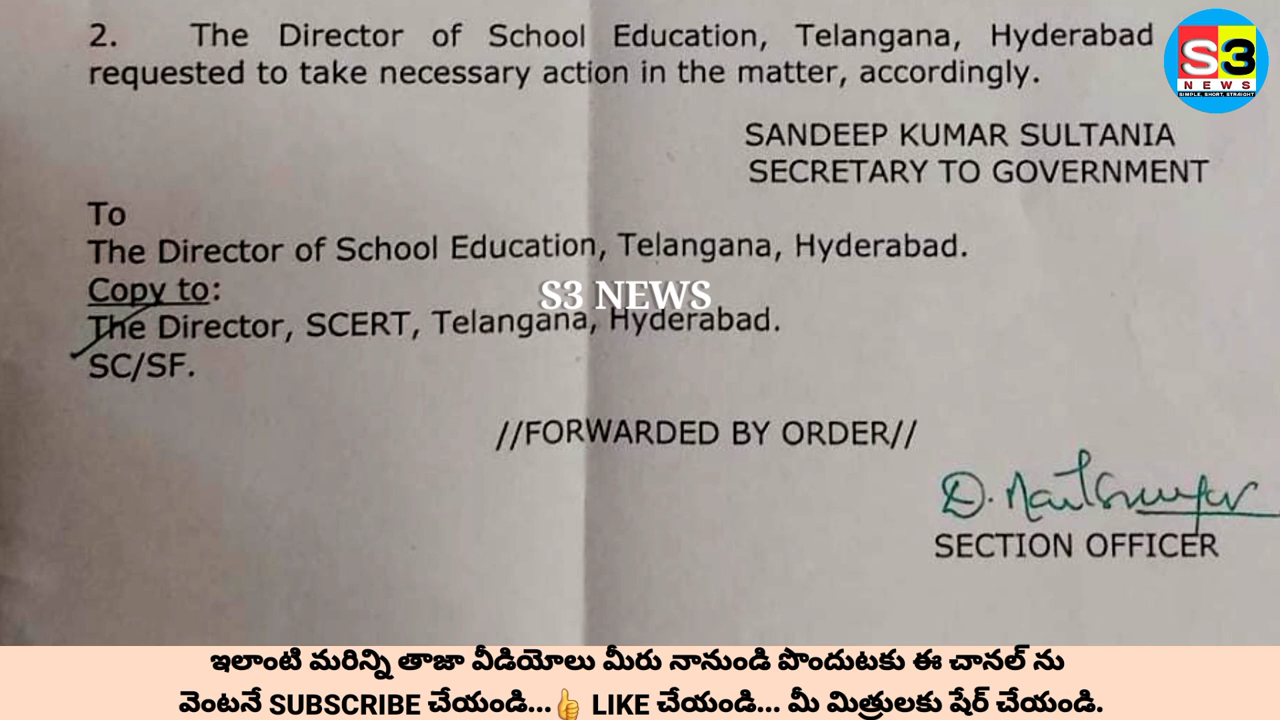 2. The Director of School Education, Telangana, Hyderabad
requested to take necessary action in the matter, accordingly.
S3
NEWS
SIMPLE, SHORT, STRAIGHT
SANDEEP KUMAR SULTANIA
SECRETARY TO GOVERNMENT
To
The Director of School Education, Telangana, Hyderabad.
Copy to:
S3 NEWS
The Director, SCERT, Telangana, Hyderabad.
SC/SF.
//FORWARDED BY ORDER//
D.
SECTION OFFICER
ఇలాంటి మరిన్ని తాజా వీడియోలు మీరు నానుండి పొందుటకు ఈ చానల్ ను
వెంటనే SUBSCRIBE చేయండి...👍 LIKE చేయండి... మీ మిత్రులకు షేర్ చేయండి.